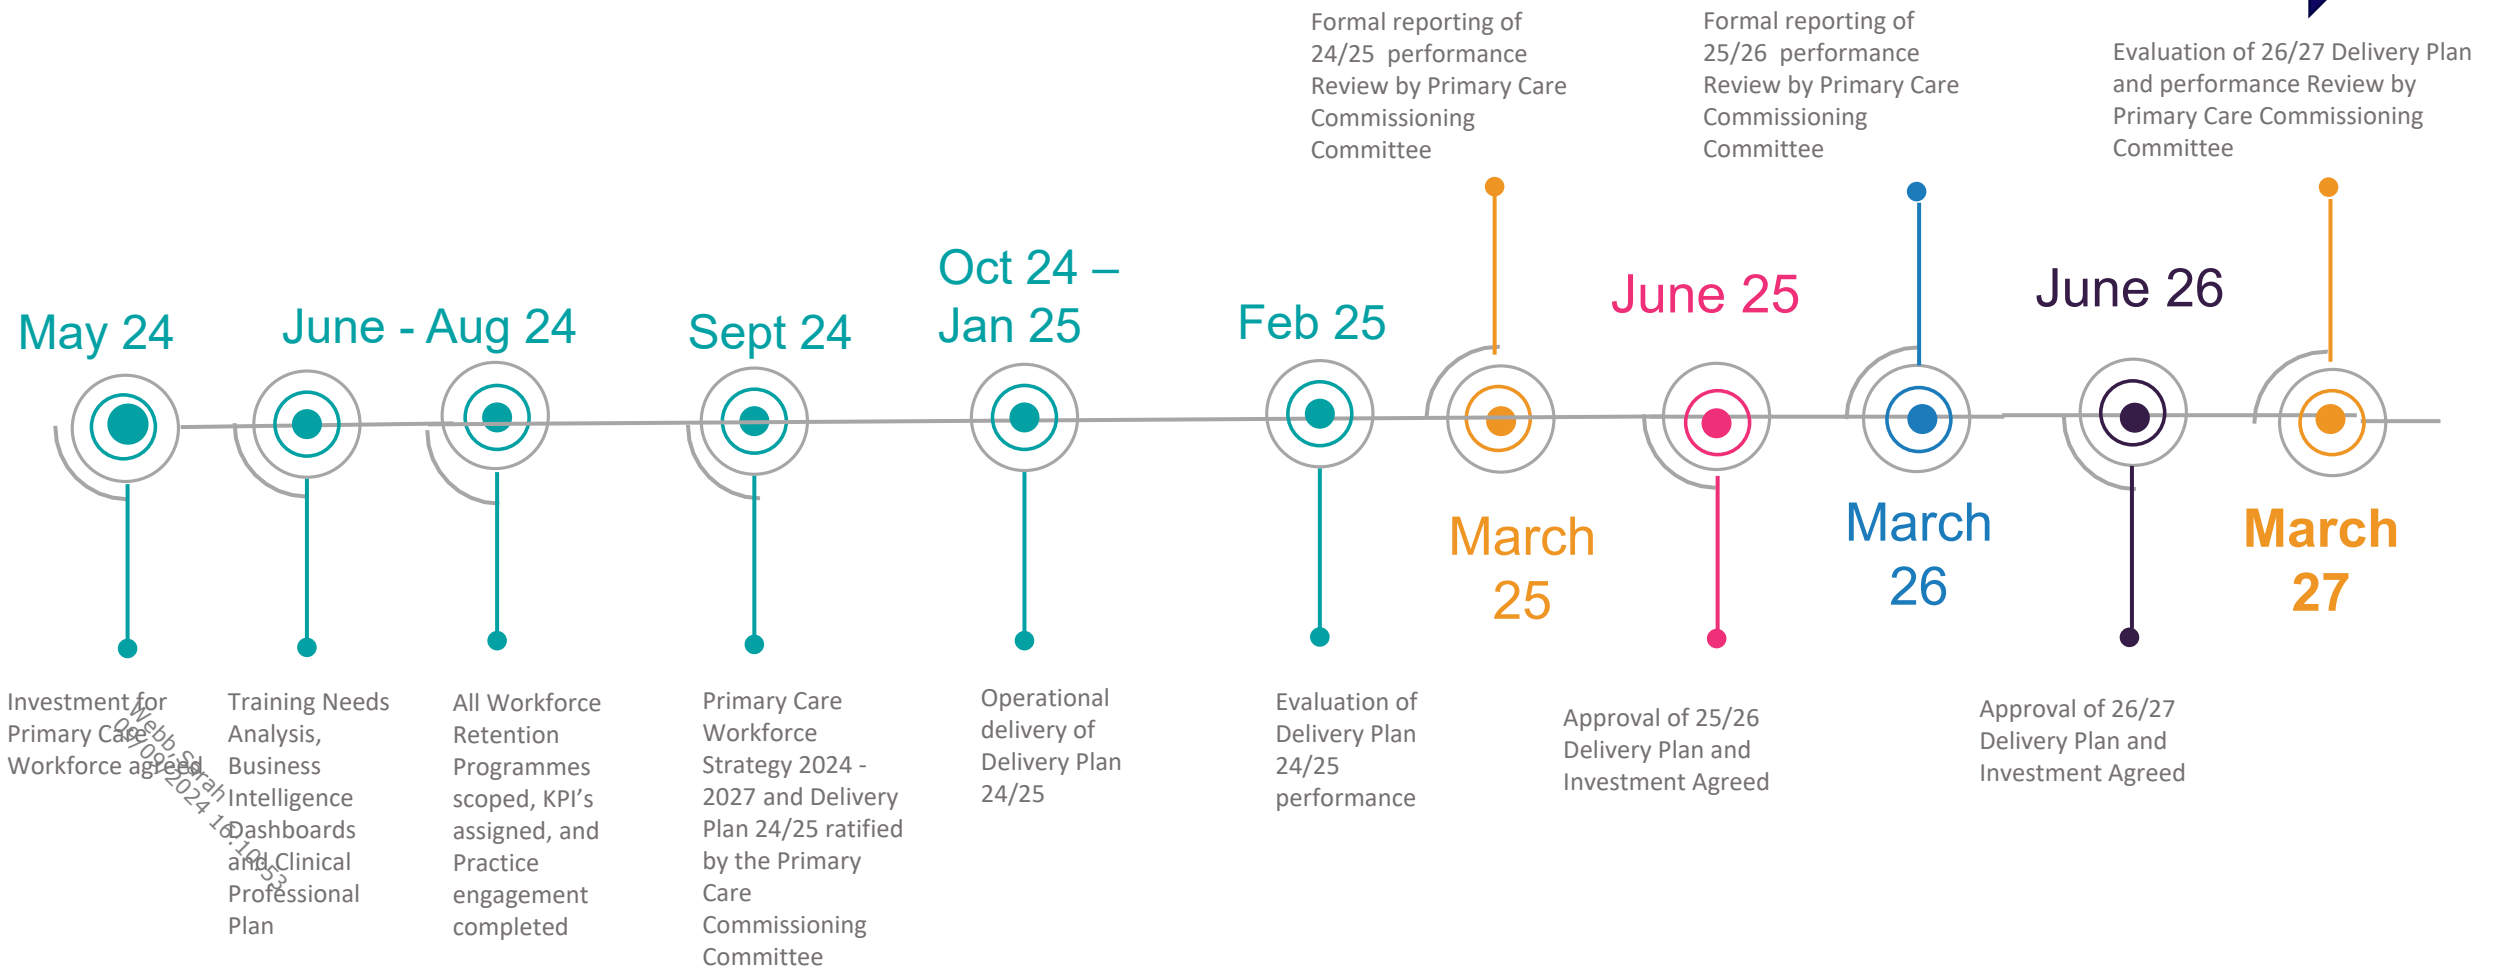 Formal reporting of
24/25 performance
Review by Primary Care
Commissioning
Committee
Formal reporting of
25/26 performance
Review by Primary Care
Commissioning
Committee
Evaluation of 26/27 Delivery Plan
and performance Review by
Primary Care Commissioning
Committee
May 24
June - Aug 24
Sept 24
Oct 24 –
Jan 25
Feb 25
March
25
June 25
March
26
June 26
March
27
Investment for
Primary Care
Workforce agreed
Training Needs
Analysis,
Business
Intelligence
Dashboards
and Clinical
Professional
Plan
All Workforce
Retention
Programmes
scoped, KPI's
assigned, and
Practice
engagement
completed
Primary Care
Workforce
Strategy 2024 -
2027 and Delivery
Plan 24/25 ratified
by the Primary
Care
Commissioning
Committee
Operational
delivery of
Delivery Plan
24/25
Evaluation of
Delivery Plan
24/25
performance
Approval of 25/26
Delivery Plan and
Investment Agreed
Approval of 26/27
Delivery Plan and
Investment Agreed
Webb, Sarah
09/09/2024 16:10:53